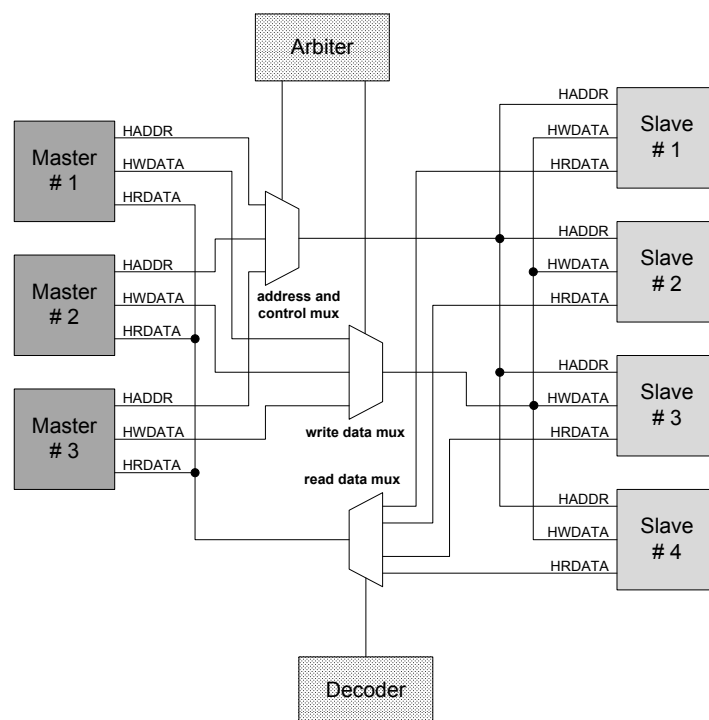 Arbiter
Master
# 1
HADDR
HWDATA
HRDATA
Master
# 2
HADDR
HWDATA
HRDATA
Master
# 3
HADDR
HWDATA
HRDATA
address and
control mux
write data mux
read data mux
HADDR
HWDATA
HRDATA
Slave
# 1
HADDR
HWDATA
HRDATA
Slave
# 2
HADDR
HWDATA
HRDATA
Slave
# 3
HADDR
HWDATA
HRDATA
Slave
# 4
Decoder